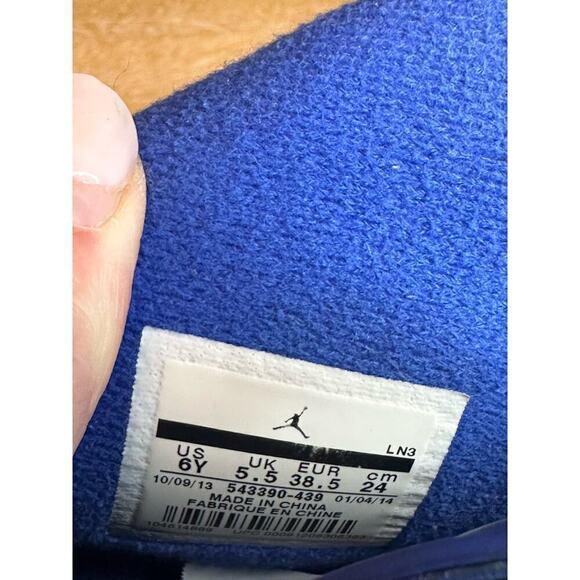 LN3
US UK EUR cm
6Y 5.5 38.5 24
10/09/13 543390-439 01/04/14
MADE IN CHINA
FABRIQUE EN CHINE
UPC